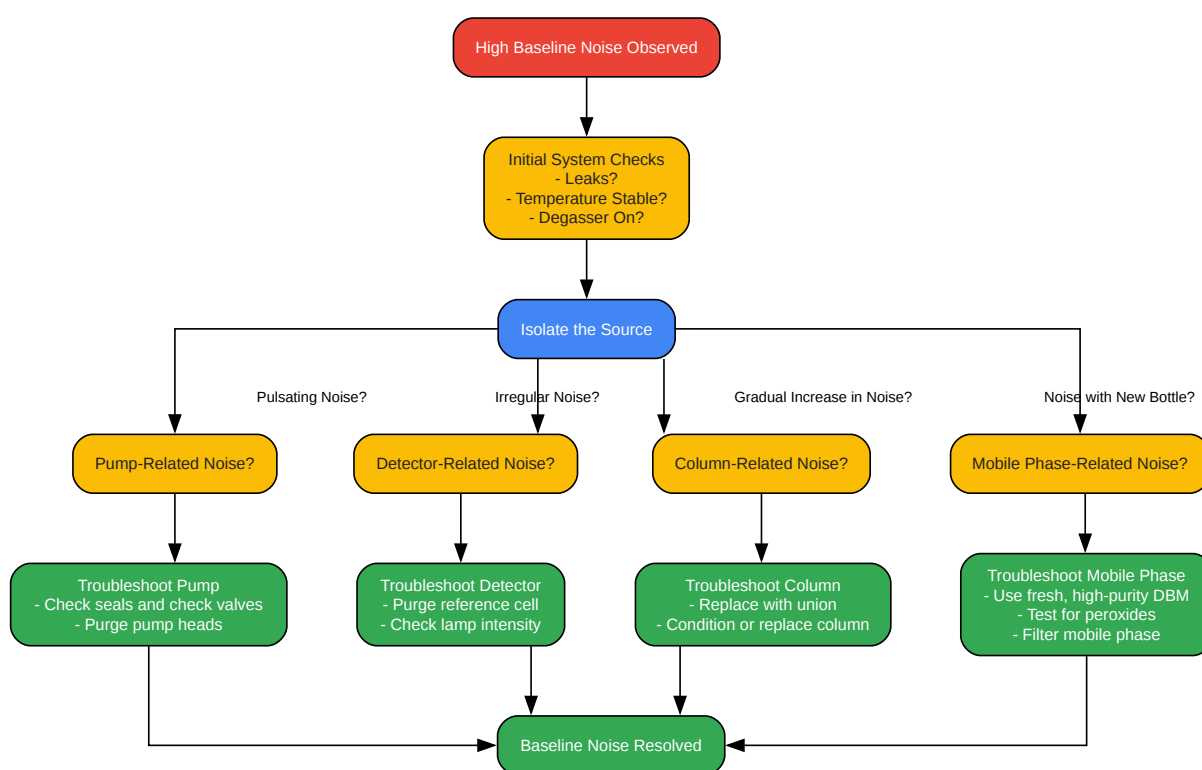 High Baseline Noise Observed
Initial System Checks
- Leaks?
- Temperature Stable?
- Degasser On?
Isolate the Source
Pulsating Noise?
Irregular Noise?
Gradual Increase in Noise?
Noise with New Bottle?
Pump-Related Noise?
Detector-Related Noise?
Column-Related Noise?
Mobile Phase-Related Noise?
Troubleshoot Pump
- Check seals and check valves
- Purge pump heads
Troubleshoot Detector
- Purge reference cell
- Check lamp intensity
Troubleshoot Column
- Replace with union
- Condition or replace column
Troubleshoot Mobile Phase
- Use fresh, high-purity DBM
- Test for peroxides
- Filter mobile phase
Baseline Noise Resolved